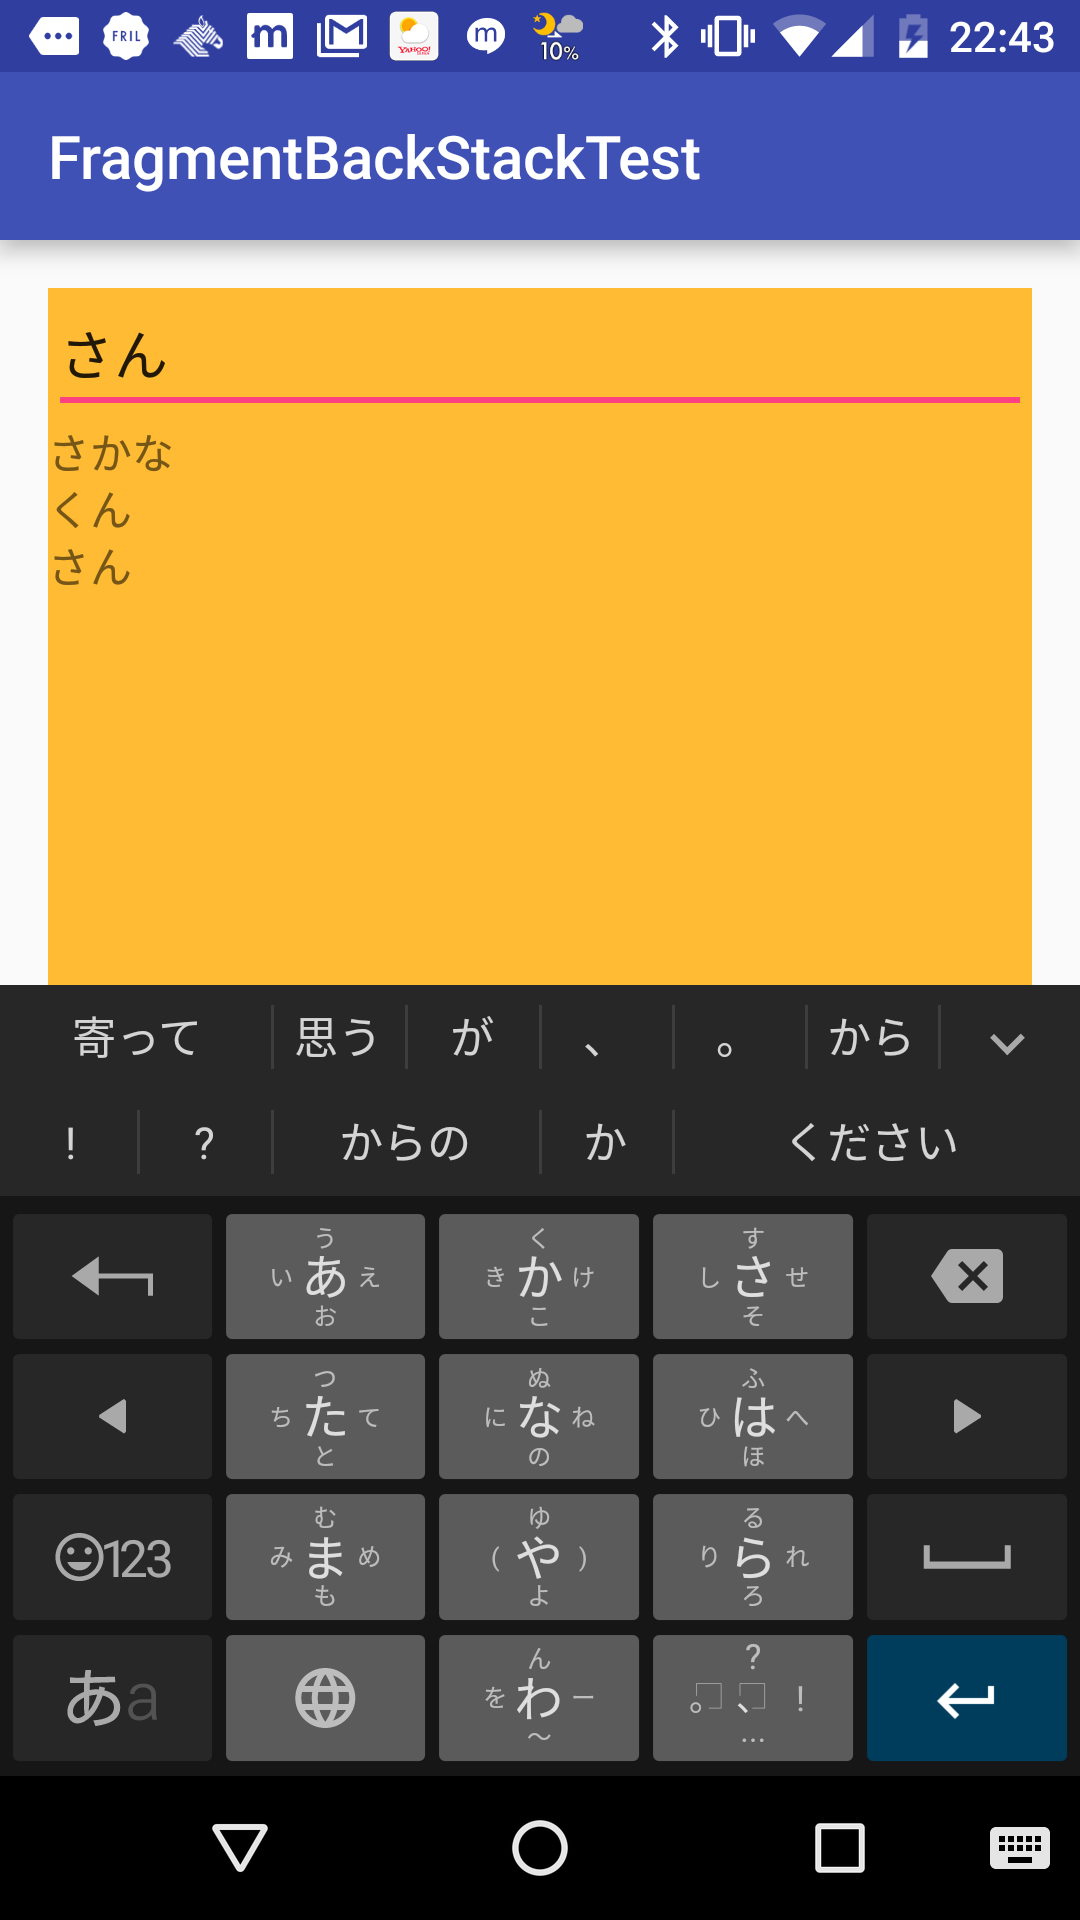 FRIL m YAHOO! m 10% 22:43
FragmentBackStackTest
さん
さかな
くん
さん
寄って 思う が 、 。 から
! ? からの か ください
う く す
い あ え き か け し さ せ
お こ そ
つ ぬ ふ
ち た て に な ね ひ は へ
と の ほ
む ゆ る
☺123 み ま め ( や ) り ら れ
も よ ろ
ん ?
あa を わ ー 。 、 !
〜 …